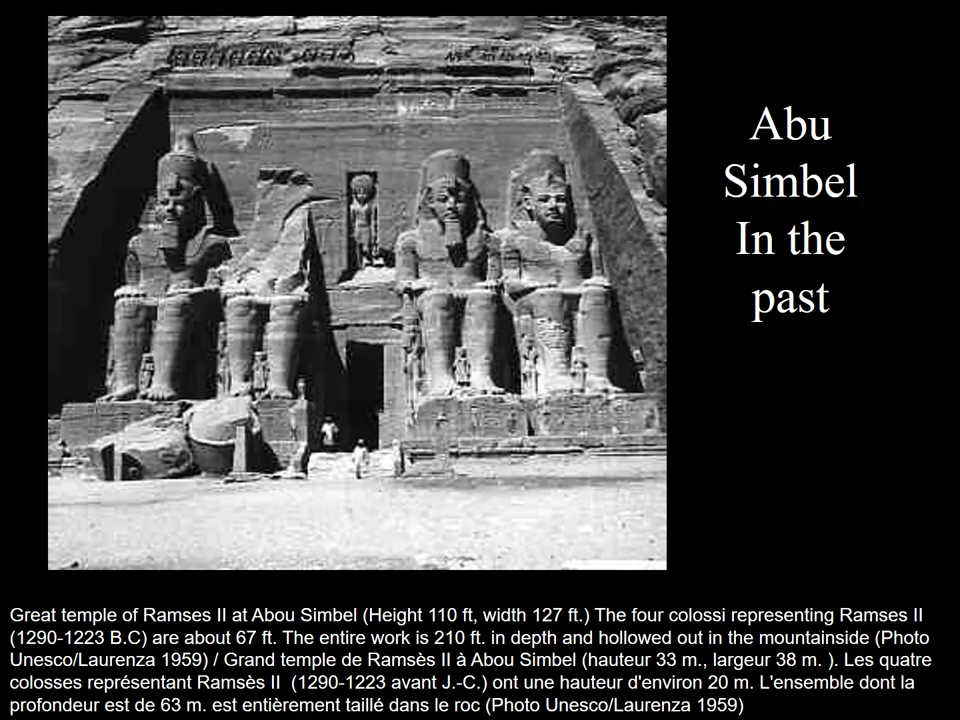 Abu
Simbel
In the
past
Great temple of Ramses II at Abou Simbel (Height 110 ft, width 127 ft.) The four colossi representing Ramses II
(1290-1223 B.C) are about 67 ft. The entire work is 210 ft. in depth and hollowed out in the mountainside (Photo
Unesco/Laurenza 1959) / Grand temple de Ramsès II à Abou Simbel (hauteur 33 m., largeur 38 m. ). Les quatre
colosses représentant Ramsès II  (1290-1223 avant J.-C.) ont une hauteur d'environ 20 m. L'ensemble dont la
profondeur est de 63 m. est entièrement taillé dans le roc (Photo Unesco/Laurenza 1959)